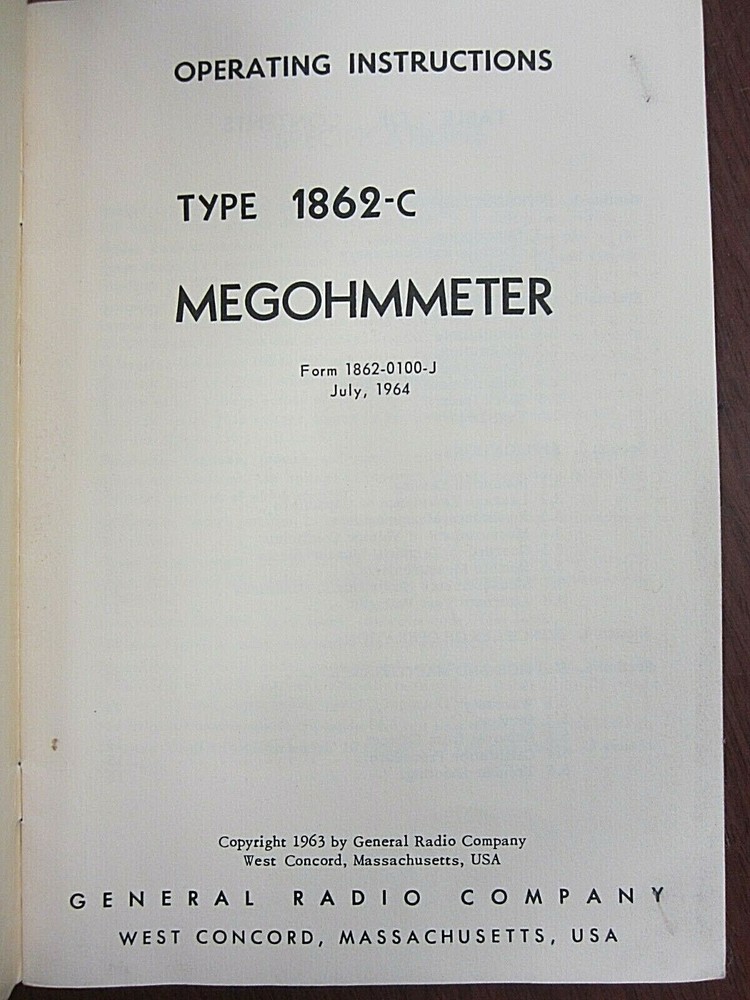 OPERATING INSTRUCTIONS
TYPE 1862-C
MEGOHMMETER
Form 1862-0100-J
July, 1964
Copyright 1963 by General Radio Company
West Concord, Massachusetts, USA
GENERAL RADIO COMPANY
WEST CONCORD, MASSACHUSETTS, USA